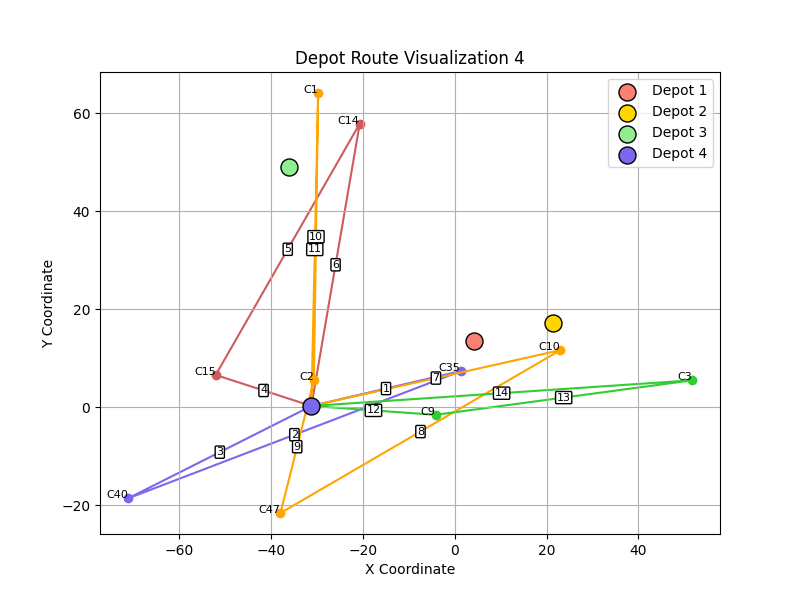 Depot Route Visualization 4
Depot 1
Depot 2
Depot 3
Depot 4
C1
C14
C15
C2
C35
C10
C3
C9
C40
C47
10
11
5
6
4
1
7
14
13
12
8
2
9
3
60
40
20
0
−20
−60
−40
−20
0
20
40
Y Coordinate
X Coordinate